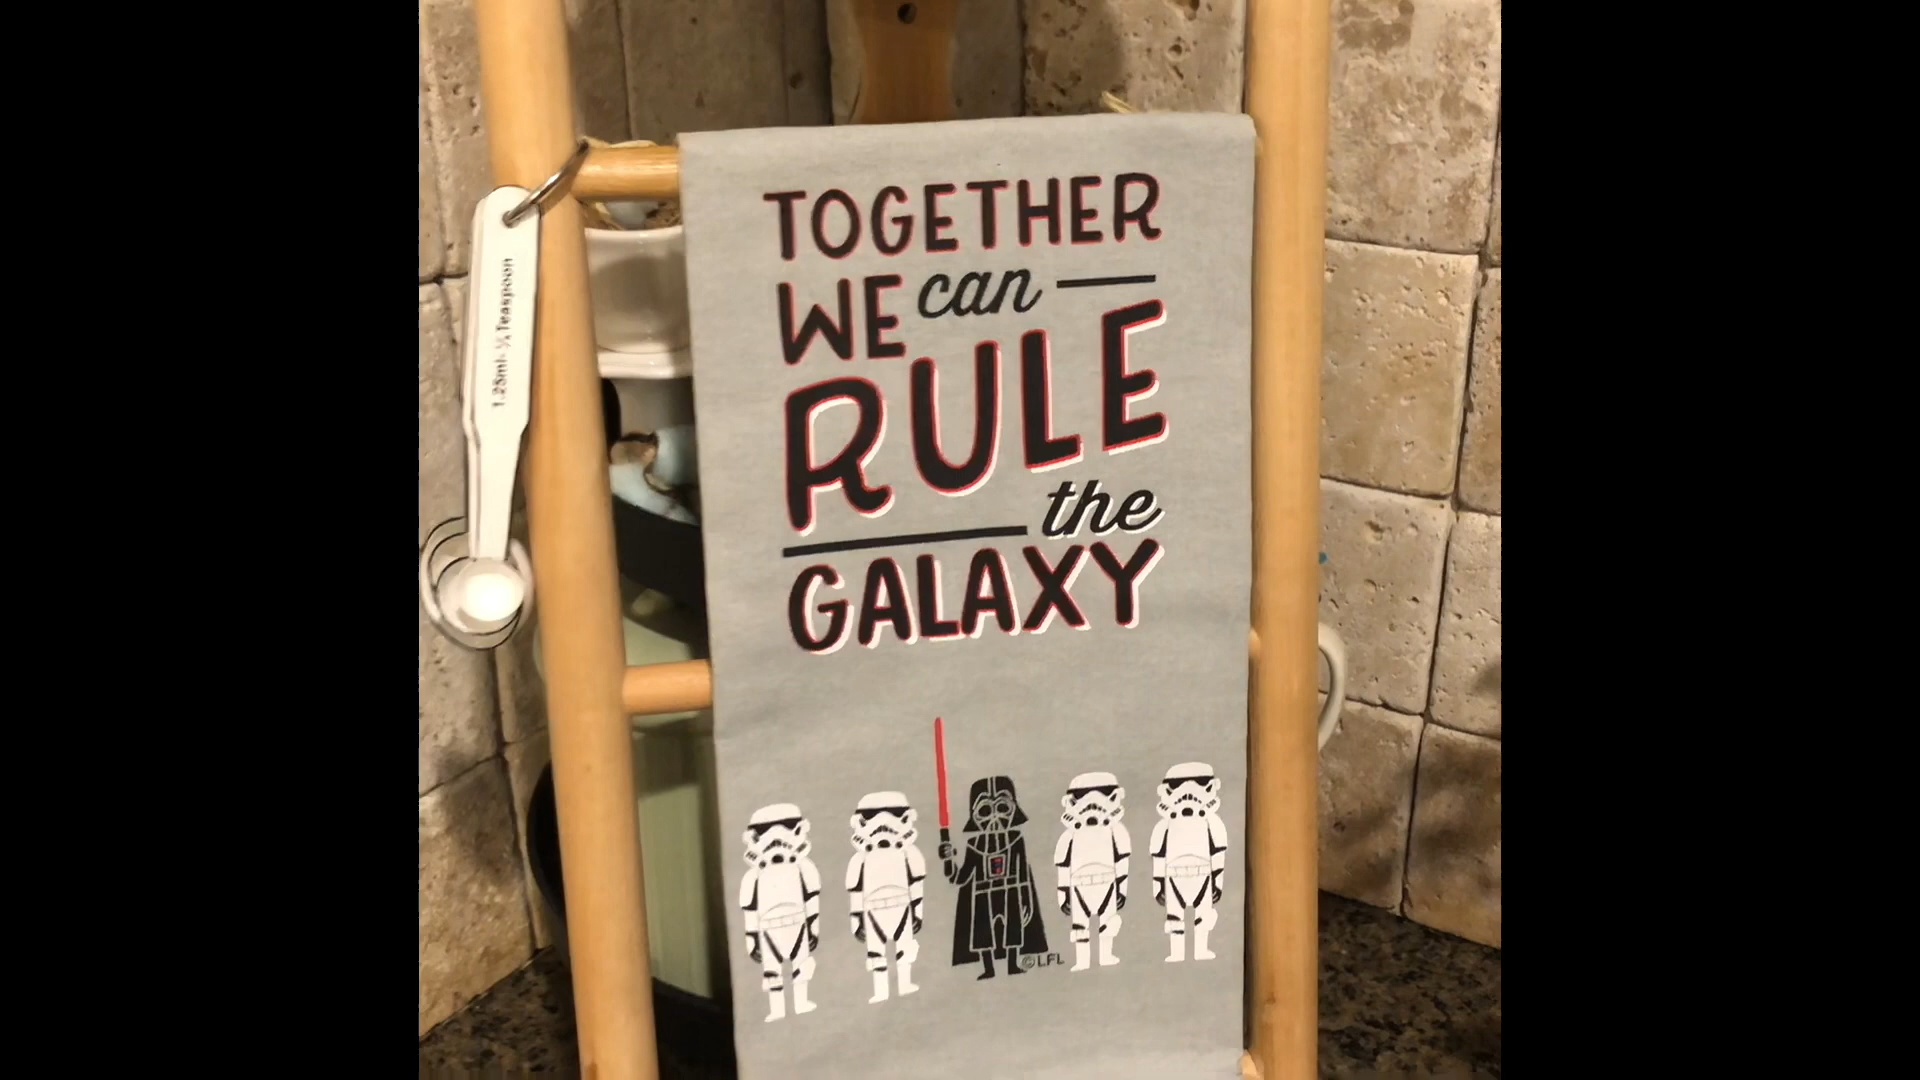 TOGETHER
WE can
RULE
the
GALAXY
©LFL
1.25ml-¼ Teaspoon